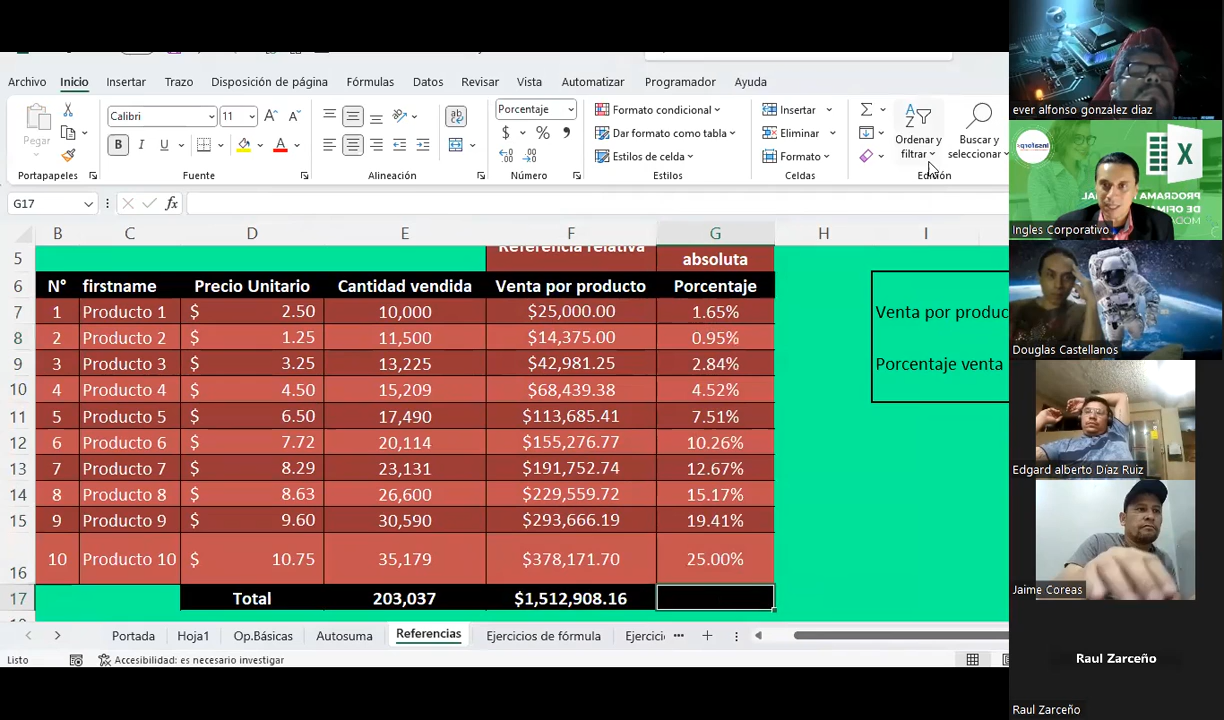 Archivo Inicio Insertar Trazo Disposición de página Fórmulas Datos Revisar Vista Automatizar Programador Ayuda
Pegar
Calibri 11
Porcentaje
Formato condicional
Dar formato como tabla
Estilos de celda
Insertar
Eliminar
Formato
Ordenar y filtrar
Buscar y seleccionar
Portapapeles Fuente Alineación Número Estilos Celdas Edición
G17 fx
B C D E F G H I
5 Referencia relativa absoluta
6 N° firstname Precio Unitario Cantidad vendida Venta por producto Porcentaje
7 1 Producto 1 $ 2.50 10,000 $25,000.00 1.65% Venta por produc
8 2 Producto 2 $ 1.25 11,500 $14,375.00 0.95%
9 3 Producto 3 $ 3.25 13,225 $42,981.25 2.84% Porcentaje venta
10 4 Producto 4 $ 4.50 15,209 $68,439.38 4.52%
11 5 Producto 5 $ 6.50 17,490 $113,685.41 7.51%
12 6 Producto 6 $ 7.72 20,114 $155,276.77 10.26%
13 7 Producto 7 $ 8.29 23,131 $191,752.74 12.67%
14 8 Producto 8 $ 8.63 26,600 $229,559.72 15.17%
15 9 Producto 9 $ 9.60 30,590 $293,666.19 19.41%
16 10 Producto 10 $ 10.75 35,179 $378,171.70 25.00%
17 Total 203,037 $1,512,908.16
Portada Hoja1 Op.Básicas Autosuma Referencias Ejercicios de fórmula Ejercici
Listo Accesibilidad: es necesario investigar
ever alfonso gonzalez diaz
PROGRAMA
DE OFIMÁ
Ingles Corporativo
Douglas Castellanos
Edgard alberto Díaz Ruiz
Jaime Coreas
Raul Zarceño
Raul Zarceño